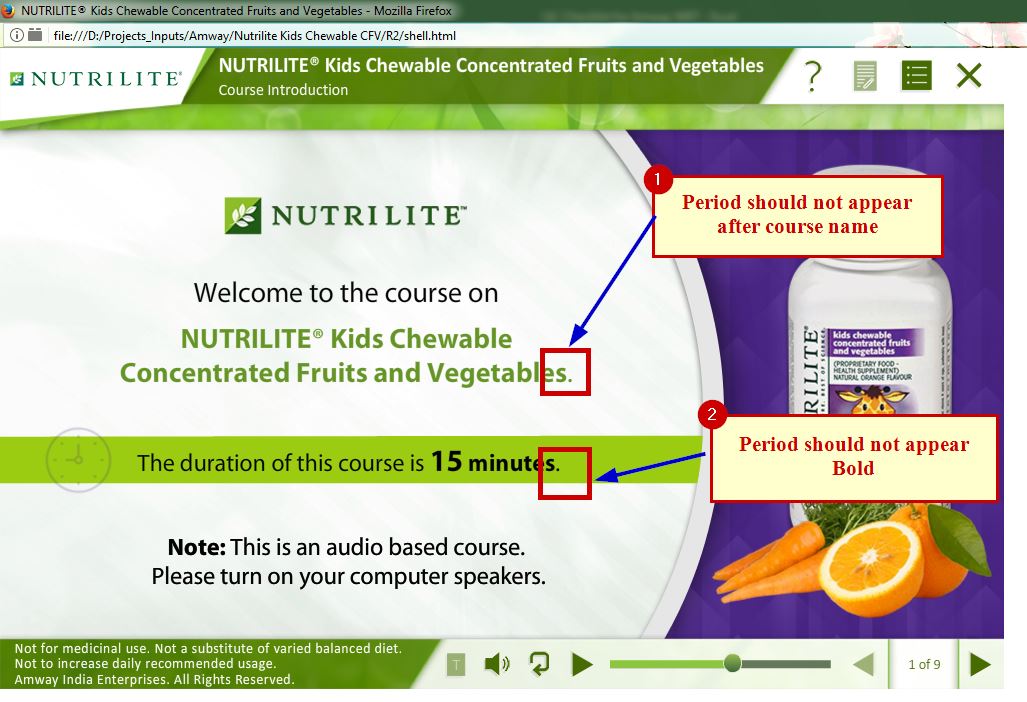 NUTRILITE® Kids Chewable Concentrated Fruits and Vegetables - Mozilla Firefox
file:///D:/Projects_Inputs/Amway/Nutrilite Kids Chewable CFV/R2/shell.html
NUTRILITE®
NUTRILITE® Kids Chewable Concentrated Fruits and Vegetables
Course Introduction
?
1
Period should not appear
after course name
NUTRILITE™
Welcome to the course on
NUTRILITE® Kids Chewable
Concentrated Fruits and Vegetables.
kids chewable
concentrated fruits
and vegetables
(PROPRIETARY FOOD -
HEALTH SUPPLEMENT)
NATURAL ORANGE FLAVOUR
2
Period should not appear
Bold
The duration of this course is 15 minutes.
Note: This is an audio based course.
Please turn on your computer speakers.
Not for medicinal use. Not a substitute of varied balanced diet.
Not to increase daily recommended usage.
Amway India Enterprises. All Rights Reserved.
T
1 of 9